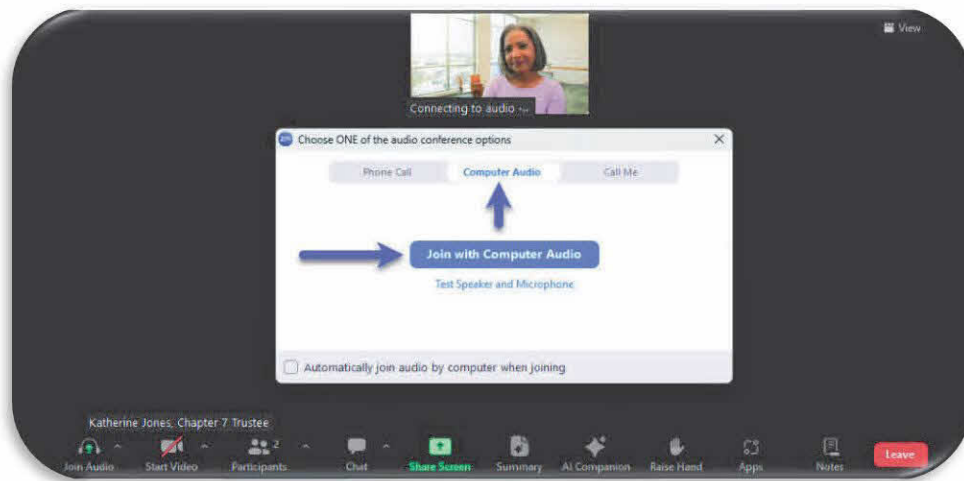 View
Connecting to audio ·...
Choose ONE of the audio conference options
Phone Call
Computer Audio
Call Me
Join with Computer Audio
Test Speaker and Microphone
Automatically join audio by computer when joining
Katherine Jones, Chapter 7 Trustee
2
Join Audio
Start Video
Participants
Chat
Share Screen
Summary
AI Companion
Raise Hand
Apps
Notes
Leave